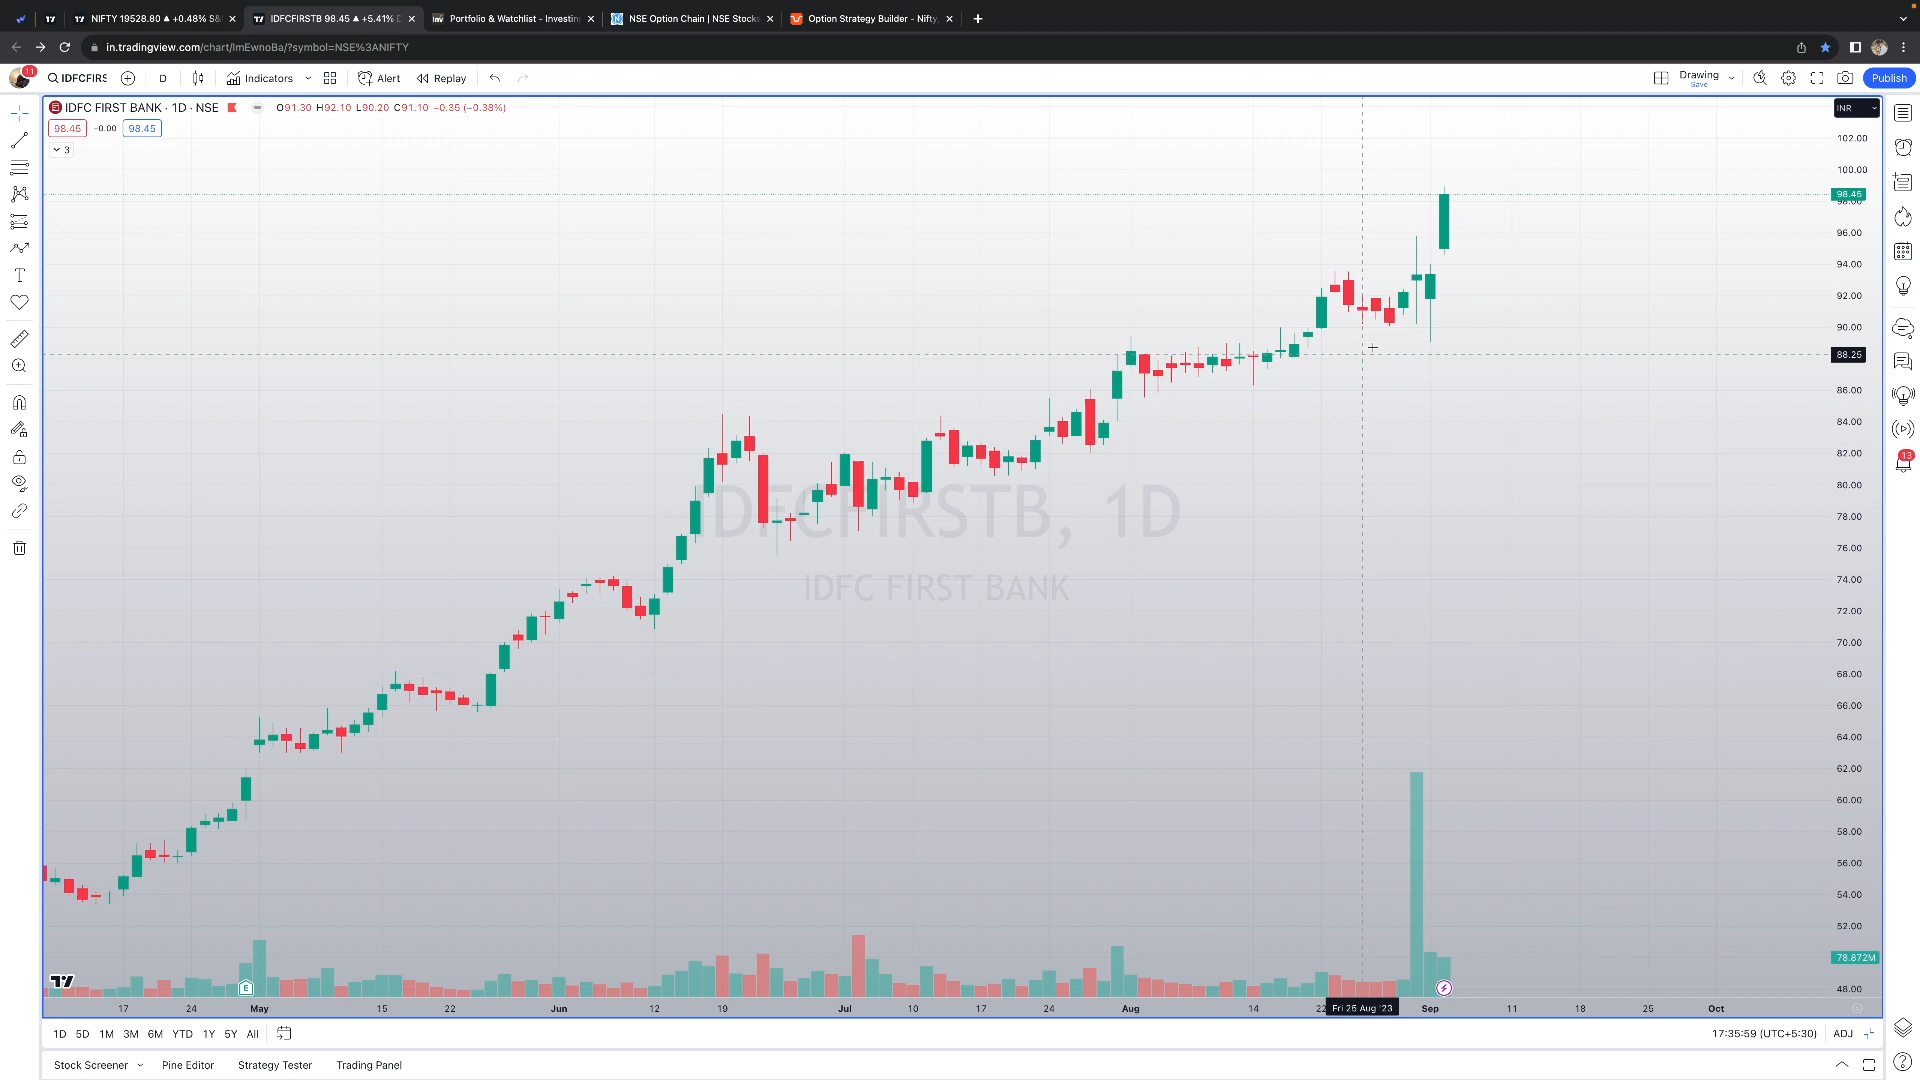 NIFTY 19528.80 ▲ +0.48% S&
IDFCFIRSTB 98.45 ▲ +5.41%
Portfolio & Watchlist - Investin
NSE Option Chain | NSE Stocks
Option Strategy Builder - Nifty,
in.tradingview.com/chart/ImEwnoBa/?symbol=NSE%3ANIFTY
11
IDFCFIRS
D
Indicators
Alert
Replay
Drawing
Save
Publish
IDFC FIRST BANK · 1D · NSE
O91.30 H92.10 L90.20 C91.10 −0.35 (−0.38%)
INR
98.45
−0.00
98.45
3
102.00
100.00
98.45
98.00
96.00
94.00
92.00
90.00
88.25
86.00
84.00
82.00
80.00
78.00
76.00
74.00
72.00
70.00
68.00
66.00
64.00
62.00
60.00
58.00
56.00
54.00
52.00
78.872M
48.00
13
IDFCFIRSTB, 1D
IDFC FIRST BANK
E
17 24 May 15 22 Jun 12 19 Jul 10 17 24 Aug 14 Fri 25 Aug '23 Sep 11 18 25 Oct
1D 5D 1M 3M 6M YTD 1Y 5Y All
17:35:59 (UTC+5:30)
ADJ
Stock Screener
Pine Editor
Strategy Tester
Trading Panel